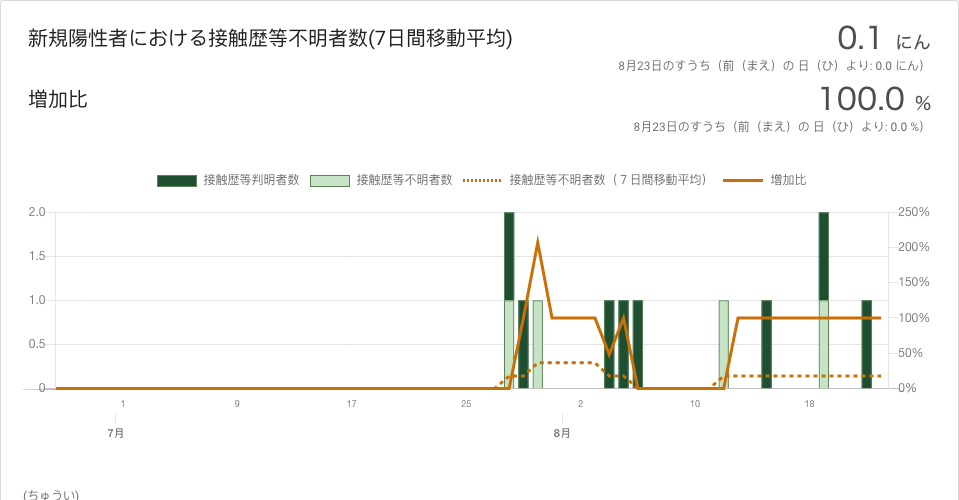 新規陽性者における接触歴等不明者数(7日間移動平均)
0.1 にん
8月23日のすうち（前（まえ）の 日（ひ）より: 0.0 にん）
増加比
100.0 %
8月23日のすうち（前（まえ）の 日（ひ）より: 0.0 %）
接触歴等判明者数 接触歴等不明者数 接触歴等不明者数（７日間移動平均） 増加比
2.0 250%
200%
1.5
150%
1.0
100%
0.5
50%
0 0%
1 9 17 25 2 10 18
7月 8月
(ちゅうい)